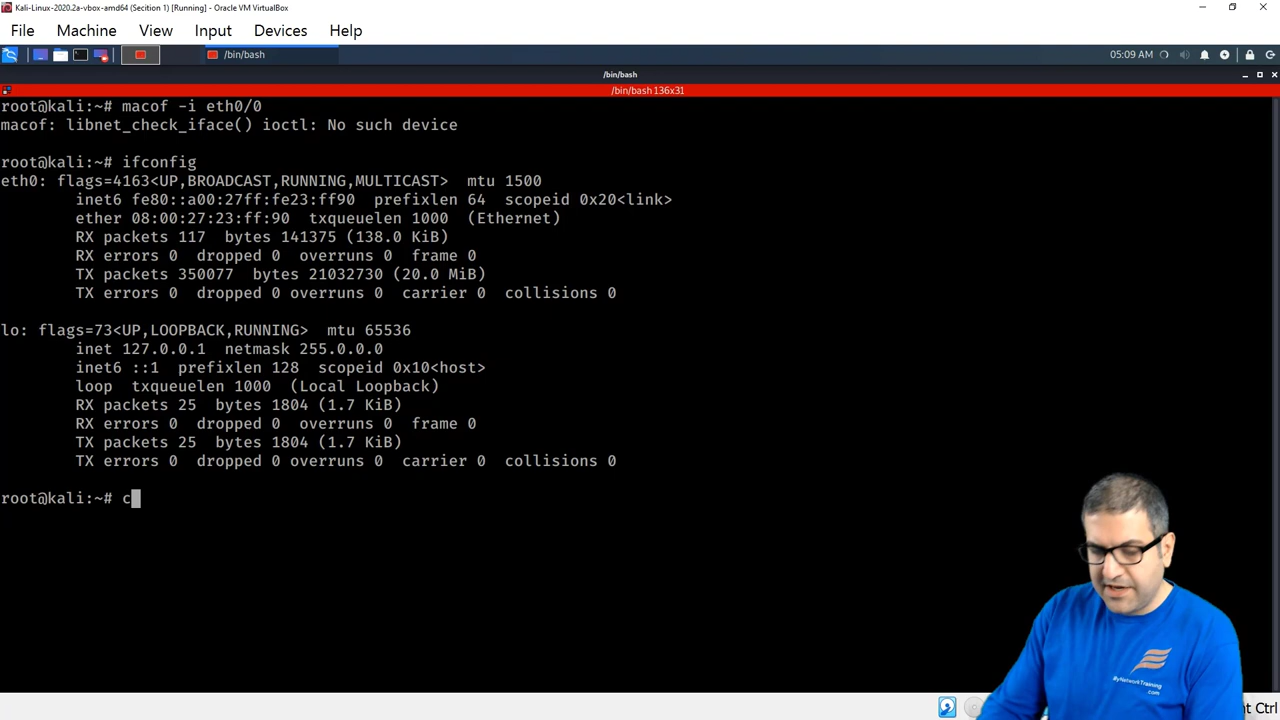 Kali-Linux-2020.2a-vbox-amd64 (Secition 1) [Running] - Oracle VM VirtualBox
File Machine View Input Devices Help
/bin/bash
05:09 AM
/bin/bash
/bin/bash 136x31
root@kali:~# macof -i eth0/0
macof: libnet_check_iface() ioctl: No such device
root@kali:~# ifconfig
eth0: flags=4163<UP,BROADCAST,RUNNING,MULTICAST> mtu 1500
inet6 fe80::a00:27ff:fe23:ff90 prefixlen 64 scopeid 0x20<link>
ether 08:00:27:23:ff:90 txqueuelen 1000 (Ethernet)
RX packets 117 bytes 141375 (138.0 KiB)
RX errors 0 dropped 0 overruns 0 frame 0
TX packets 350077 bytes 21032730 (20.0 MiB)
TX errors 0 dropped 0 overruns 0 carrier 0 collisions 0
lo: flags=73<UP,LOOPBACK,RUNNING> mtu 65536
inet 127.0.0.1 netmask 255.0.0.0
inet6 ::1 prefixlen 128 scopeid 0x10<host>
loop txqueuelen 1000 (Local Loopback)
RX packets 25 bytes 1804 (1.7 KiB)
RX errors 0 dropped 0 overruns 0 frame 0
TX packets 25 bytes 1804 (1.7 KiB)
TX errors 0 dropped 0 overruns 0 carrier 0 collisions 0
root@kali:~# c
MyNetworkTraining
.com
Ctrl